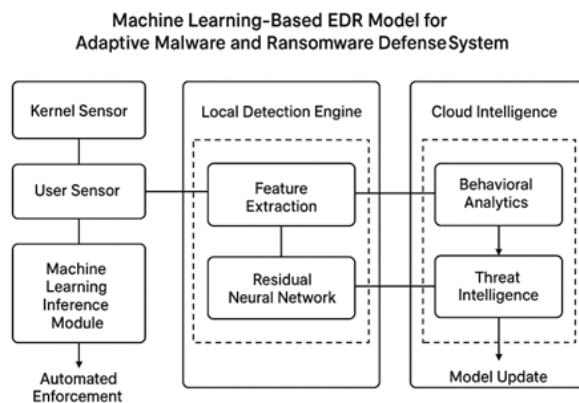 Machine Learning-Based EDR Model for
Adaptive Malware and Ransomware DefenseSystem
Kernel Sensor
User Sensor
Machine
Learning
Inference
Module
Automated
Enforcement
Local Detection Engine
Feature
Extraction
Residual
Neural Network
Cloud Intelligence
Behavioral
Analytics
Threat
Intelligence
Model Update